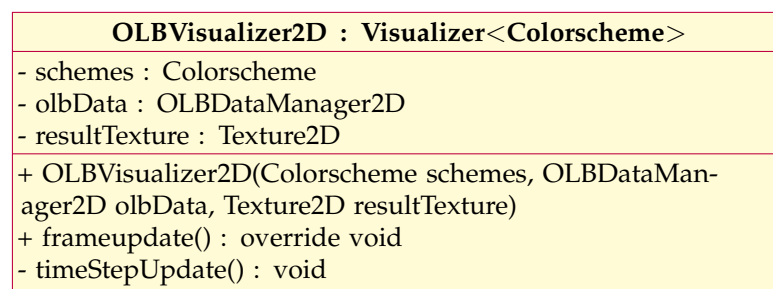 OLBVisualizer2D : Visualizer<Colorscheme>
- schemes : Colorscheme
- olbData : OLBDataManager2D
- resultTexture : Texture2D
+ OLBVisualizer2D(Colorscheme schemes, OLBDataMan-
ager2D olbData, Texture2D resultTexture)
+ frameupdate() : override void
- timeStepUpdate() : void